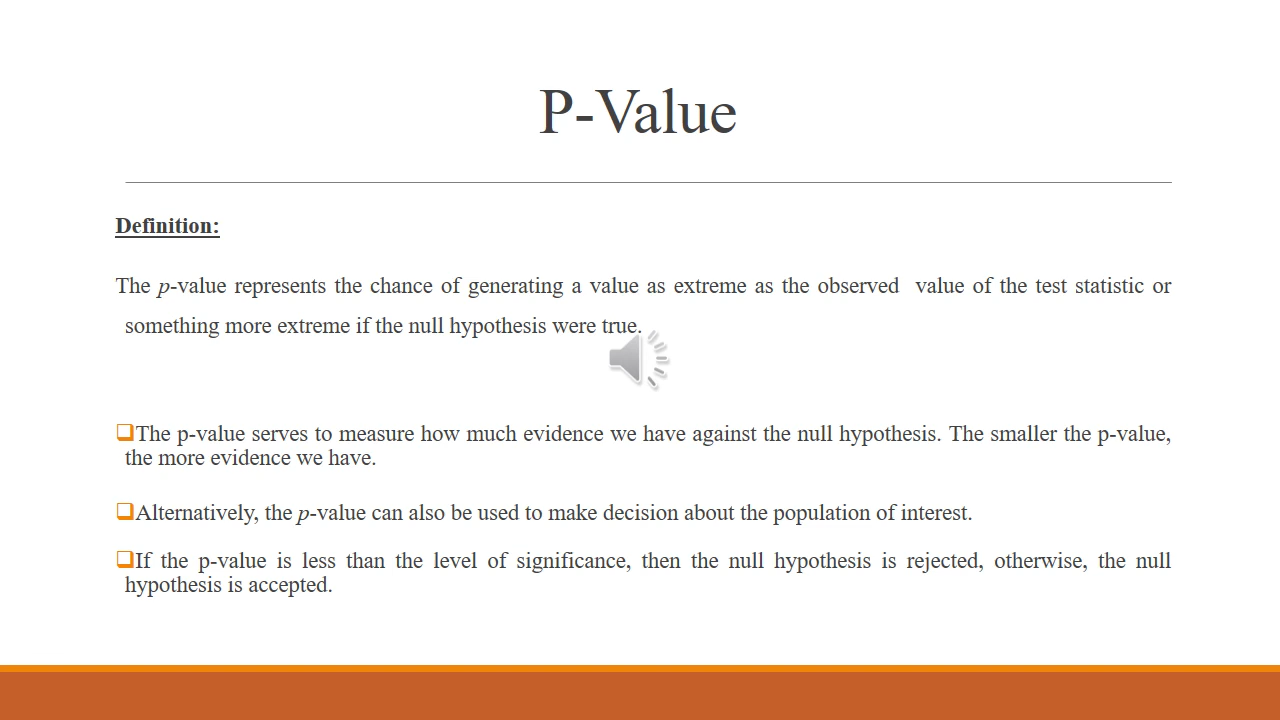 P-Value
Definition:
The p-value represents the chance of generating a value as extreme as the observed value of the test statistic or
something more extreme if the null hypothesis were true.
The p-value serves to measure how much evidence we have against the null hypothesis. The smaller the p-value,
the more evidence we have.
Alternatively, the p-value can also be used to make decision about the population of interest.
If the p-value is less than the level of significance, then the null hypothesis is rejected, otherwise, the null
hypothesis is accepted.